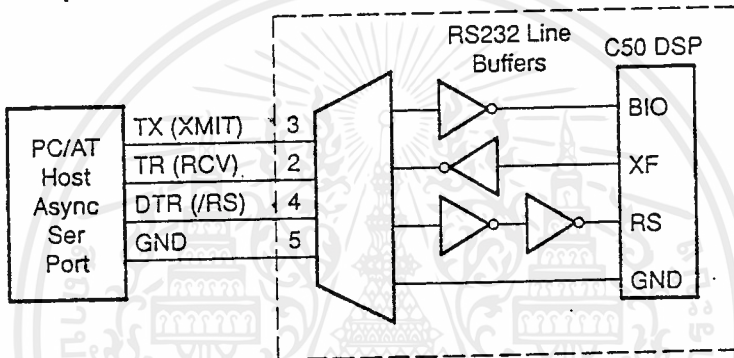 RS232 Line
Buffers
C50 DSP
PC/AT
Host
Async
Ser
Port
TX (XMIT)
3
TR (RCV)
2
DTR (/RS)
4
GND
5
BIO
XF
RS
GND